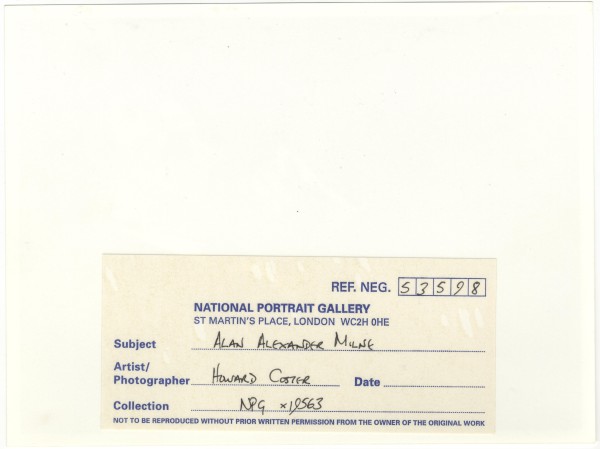 REF. NEG. 53598
NATIONAL PORTRAIT GALLERY
ST MARTIN'S PLACE, LONDON WC2H 0HE
Subject ALAN ALEXANDER MILNE
Artist/
Photographer HOWARD COSTER Date
Collection NPG x19563
NOT TO BE REPRODUCED WITHOUT PRIOR WRITTEN PERMISSION FROM THE OWNER OF THE ORIGINAL WORK